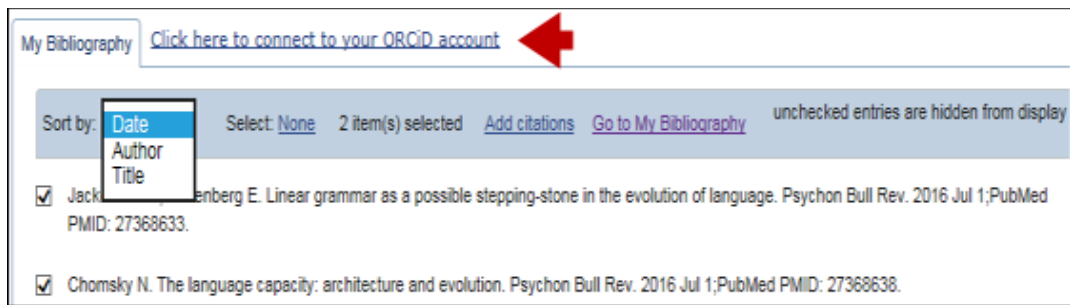 My Bibliography Click here to connect to your ORCiD account
Sort by: Date Select: None 2 item(s) selected Add citations Go to My Bibliography unchecked entries are hidden from display
Author
Title
enberg E. Linear grammar as a possible stepping-stone in the evolution of language. Psychon Bull Rev. 2016 Jul 1;PubMed
PMID: 27368633.
Chomsky N. The language capacity: architecture and evolution. Psychon Bull Rev. 2016 Jul 1;PubMed PMID: 27368638.